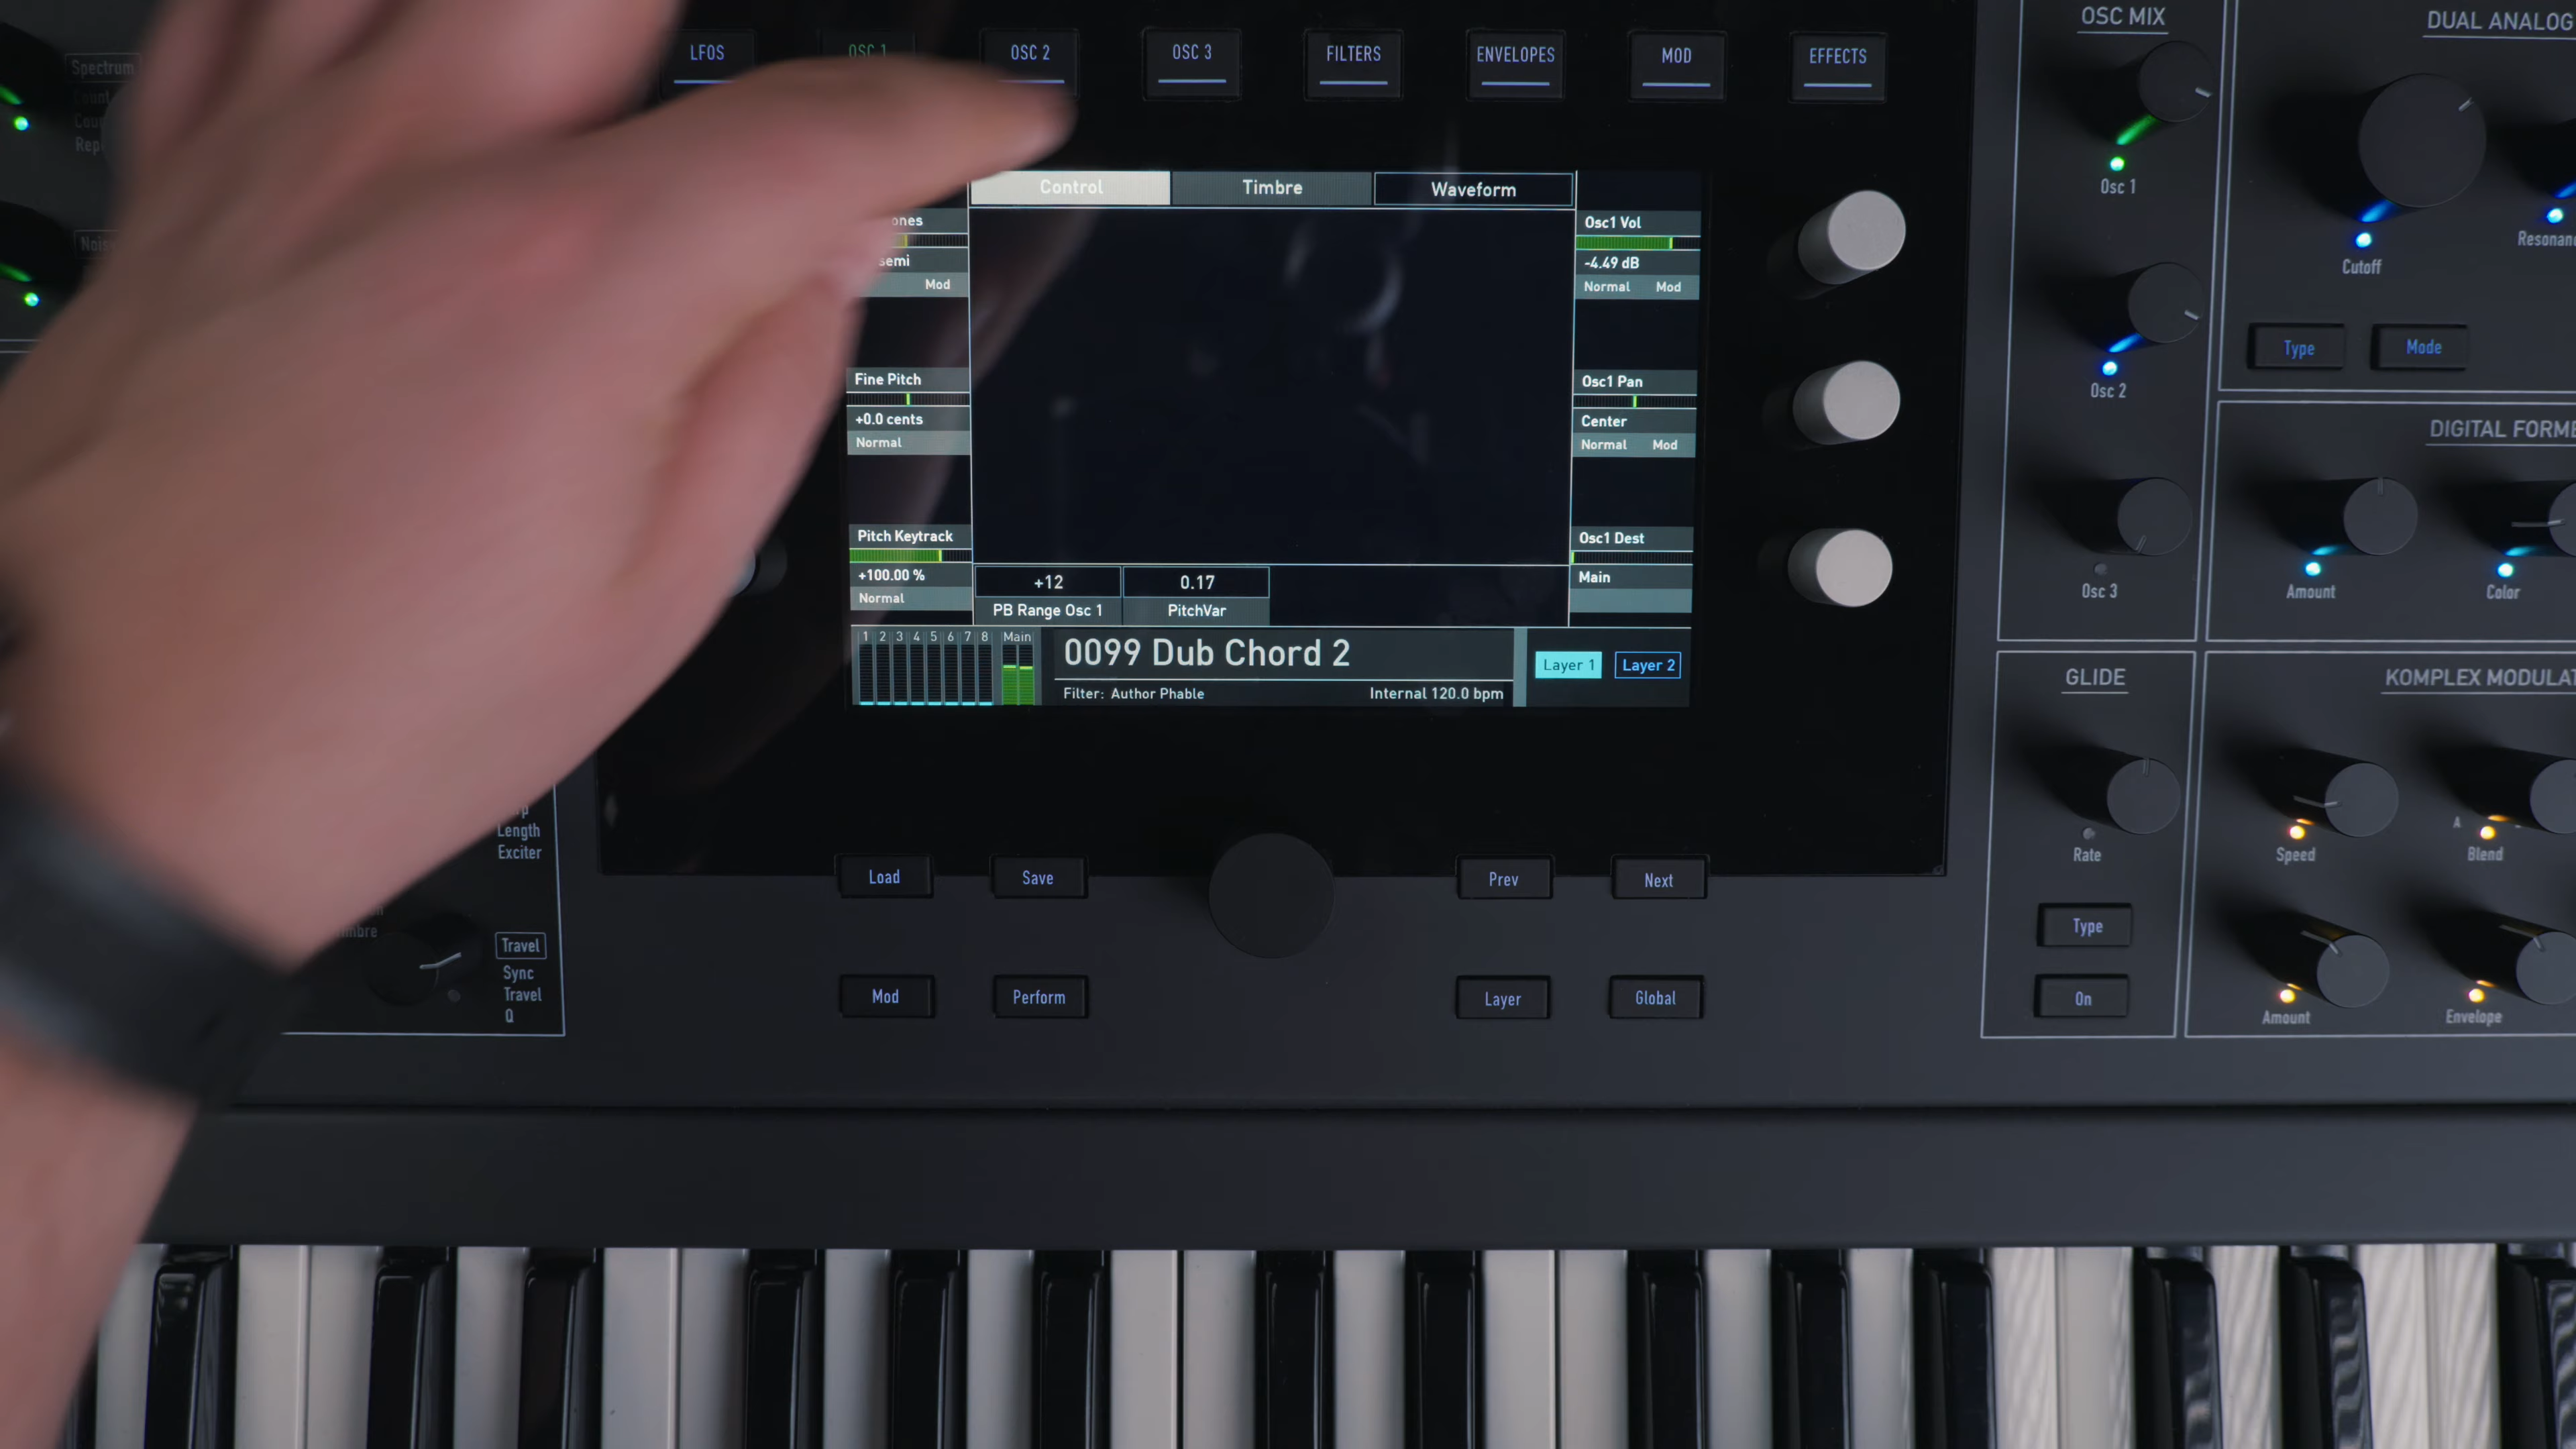 LFOS
OSC 1
OSC 2
OSC 3
FILTERS
ENVELOPES
MOD
EFFECTS
OSC MIX
DUAL ANALOG
Spectrum
Count
Noise
Control
Timbre
Waveform
semi
Mod
Fine Pitch
+0.0 cents
Normal
Pitch Keytrack
+100.00 %
Normal
Osc1 Vol
-4.49 dB
Normal Mod
Osc1 Pan
Center
Normal Mod
Osc1 Dest
Main
+12
0.17
PB Range Osc 1
PitchVar
1 2 3 4 5 6 7 8 Main
0099 Dub Chord 2
Filter: Author Phable
Internal 120.0 bpm
Layer 1
Layer 2
Osc 1
Osc 2
Osc 3
Cutoff
Type
Mode
Amount
Color
GLIDE
Rate
Type
On
Speed
A
Blend
Amount
Envelope
Length
Exciter
Travel
Sync
Travel
Q
Load
Save
Prev
Next
Mod
Perform
Layer
Global